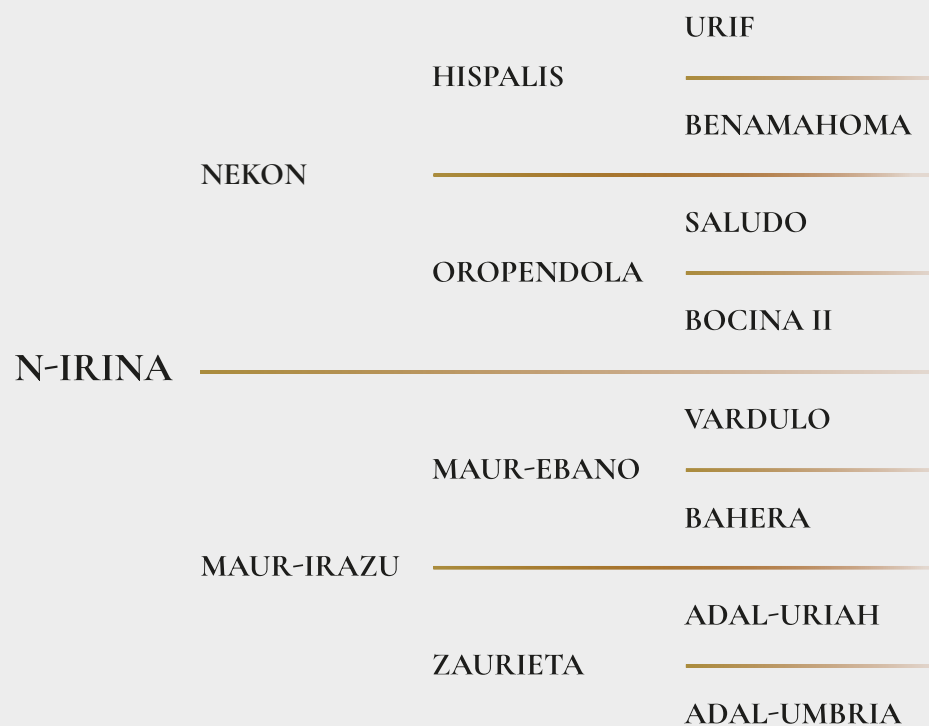 URIF
HISPALIS
BENAMAHOMA
NEKON
SALUDO
OROPENDOLA
BOCINA II
N-IRINA
VARDULO
MAUR-EBANO
BAHERA
MAUR-IRAZU
ADAL-URIAH
ZAURIETA
ADAL-UMBRIA